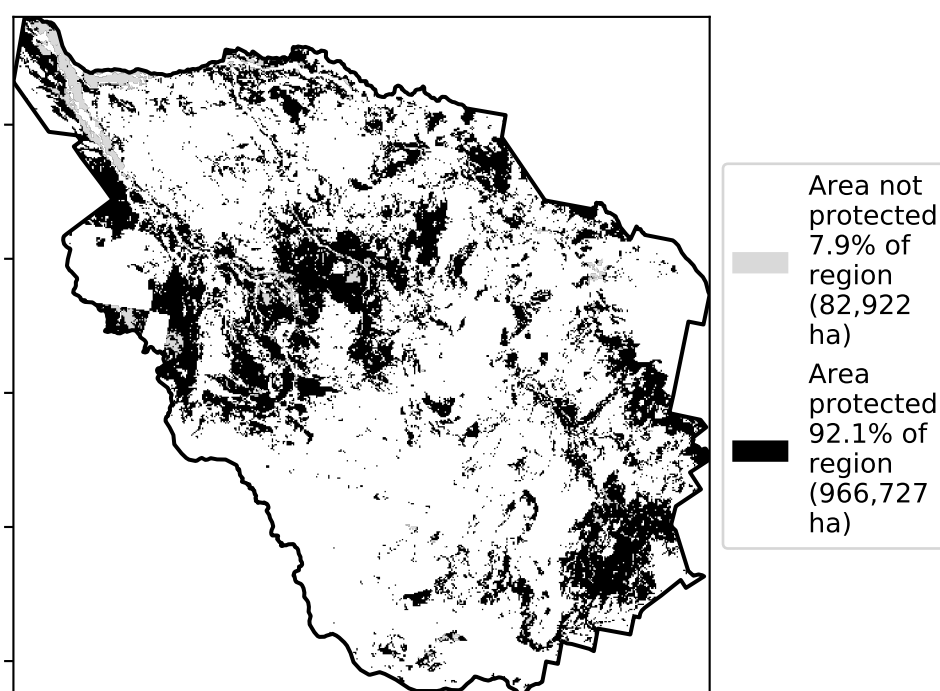 Area not
protected
7.9% of
region
(82,922
ha)
Area
protected
92.1% of
region
(966,727
ha)